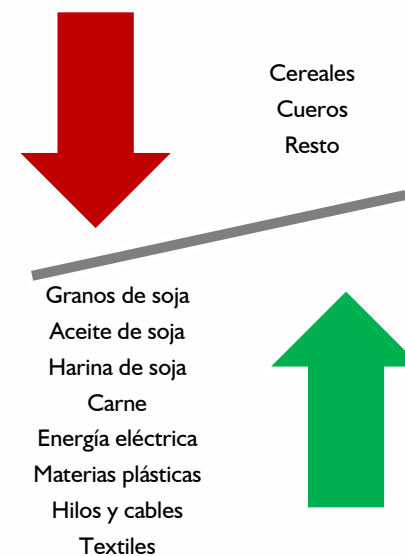 Cereales
Cueros
Resto
Granos de soja
Aceite de soja
Harina de soja
Carne
Energía eléctrica
Materias plásticas
Hilos y cables
Textiles